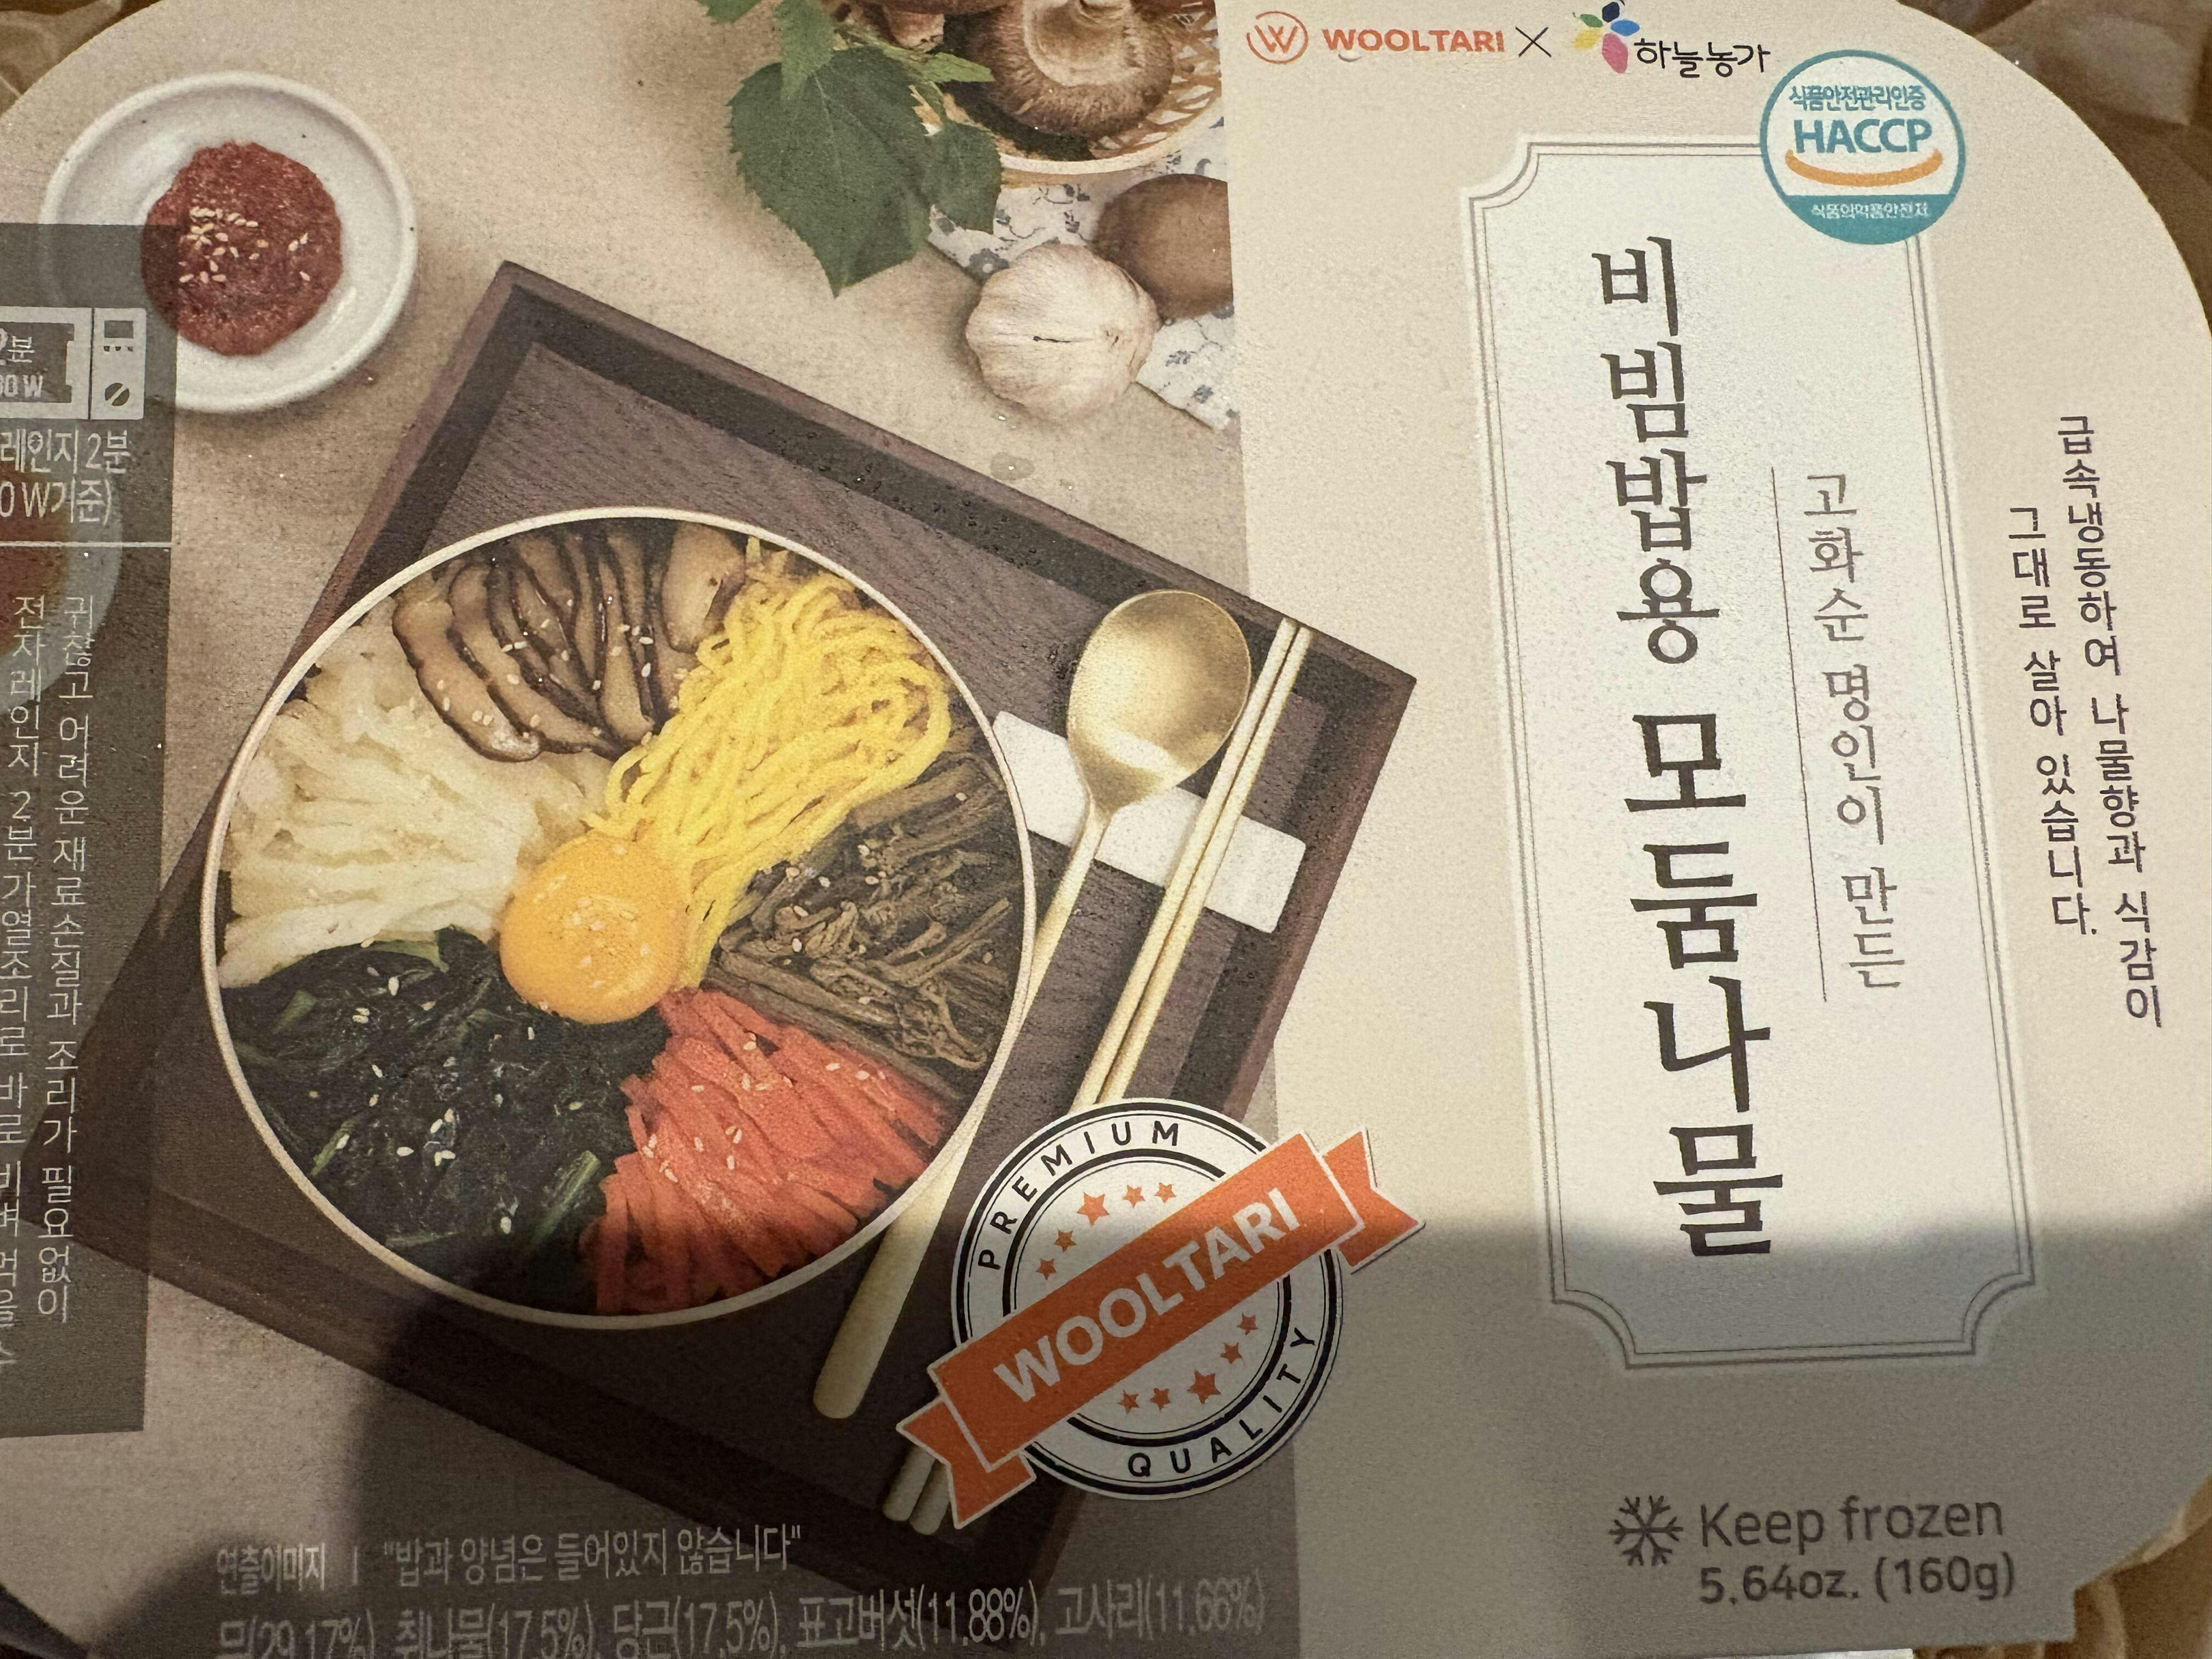 WOOLTARI × 하늘농가
식품안전관리인증
HACCP
식품의약품안전처
급속냉동하여 나물향과 식감이
그대로 살아 있습니다.
고화순 명인이 만든
비빔밥용 모둠나물
2분
레인지 2분
W기준)
귀찮고 어려운 재료손질과 조리가 필요없이
전자레인지 2분 가열조리로 바로 비벼 먹을 수
PREMIUM
WOOLTARI
QUALITY
연출이미지 | "밥과 양념은 들어있지 않습니다"
취나물(17.5%), 당근(17.5%), 표고버섯(11.88%), 고사리(11.66%)
Keep frozen
5.64oz. (160g)